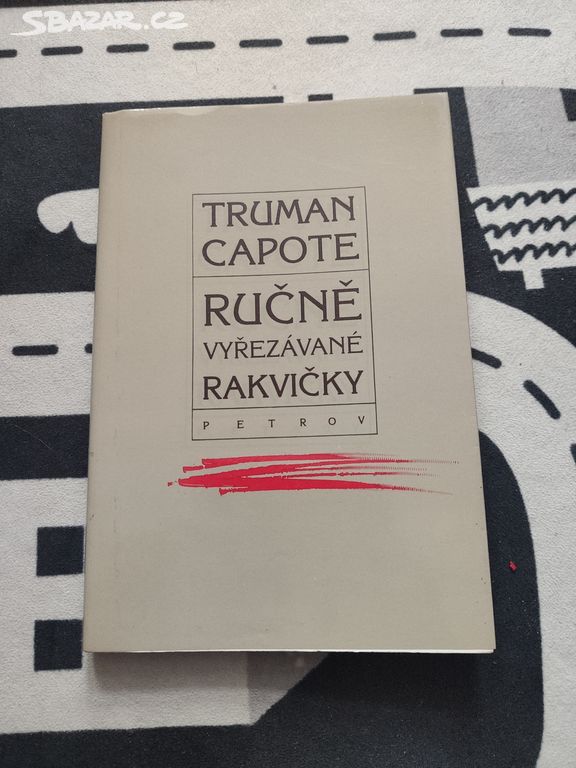 SBAZAR.CZ
TRUMAN
CAPOTE
RUČNĚ
VYŘEZÁVANÉ
RAKVIČKY
PETROV